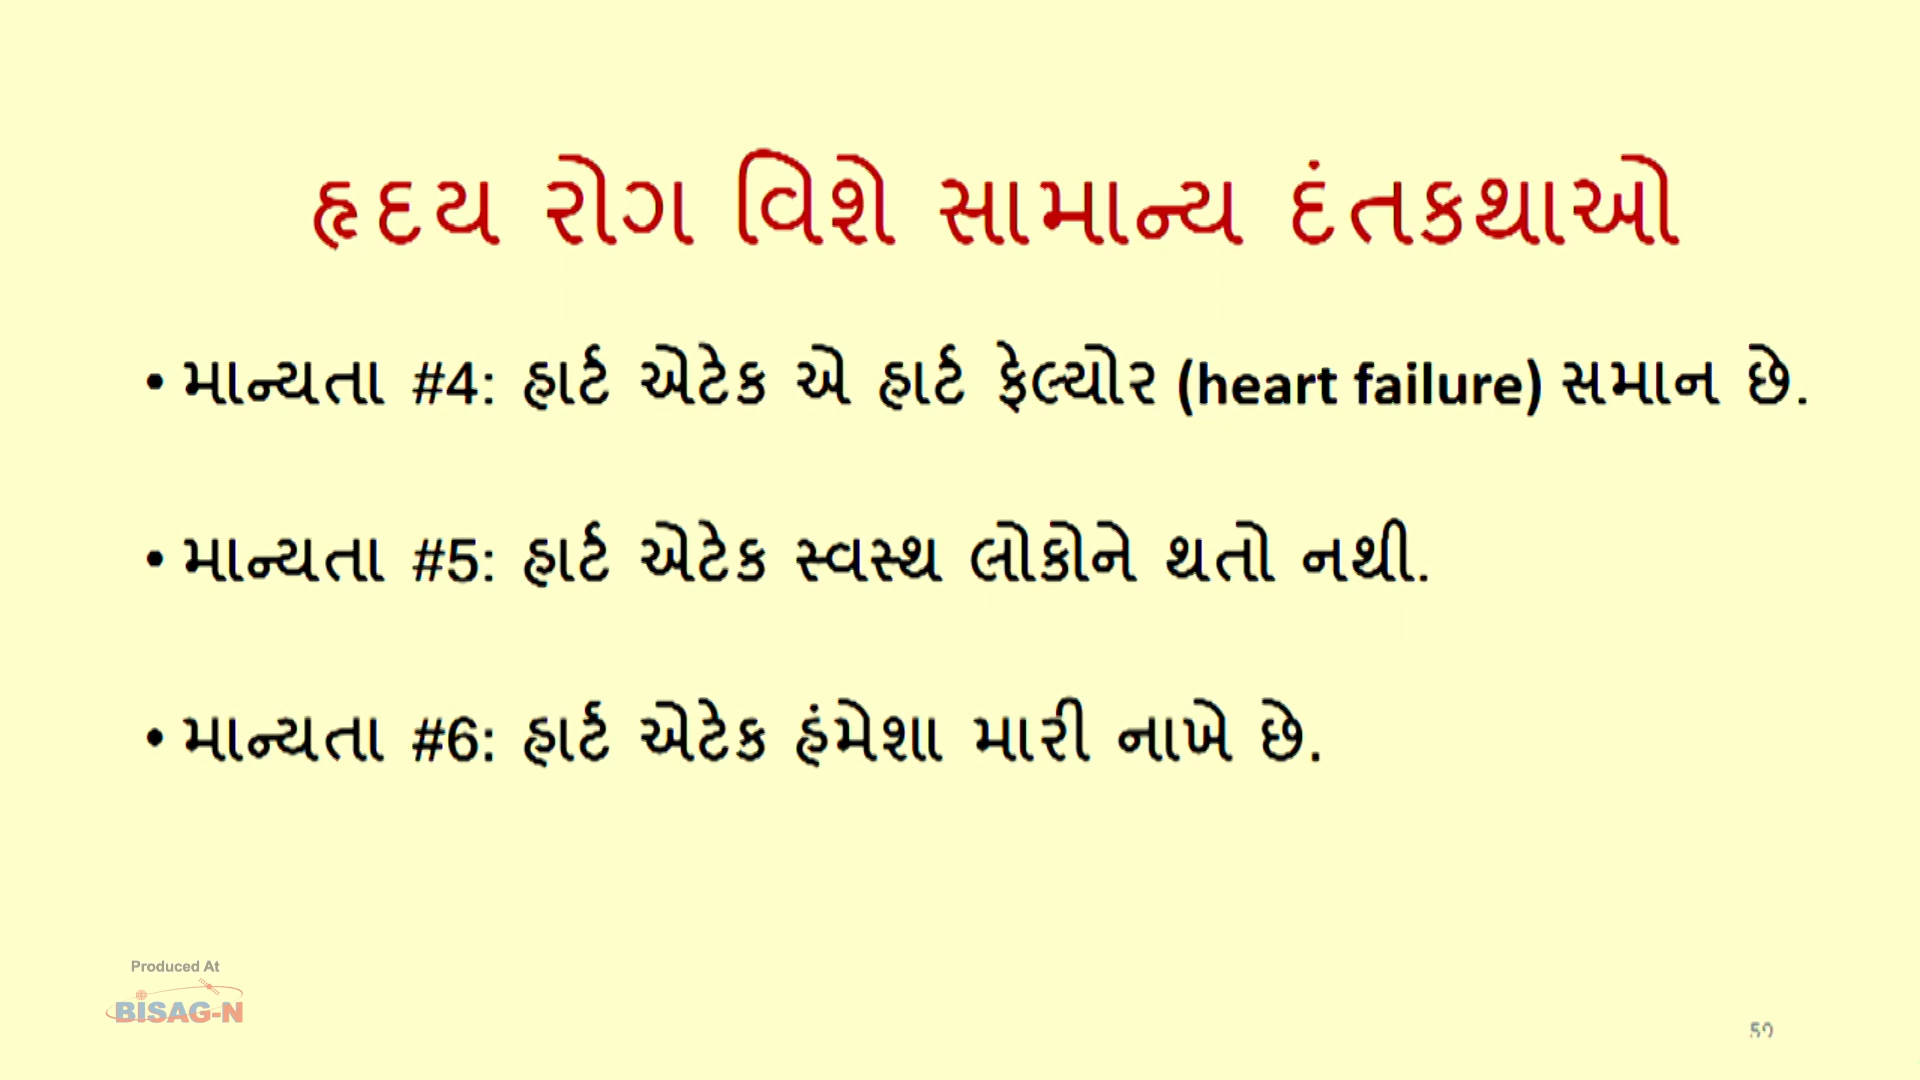 હૃદય રોગ વિશે સામાન્ય દંતકથાઓ
• માન્યતા #4: હાર્ટ એટેક એ હાર્ટ ફેલ્યોર (heart failure) સમાન છે.
• માન્યતા #5: હાર્ટ એટેક સ્વસ્થ લોકોને થતો નથી.
• માન્યતા #6: હાર્ટ એટેક હંમેશા મારી નાખે છે.
Produced At
BISAG-N